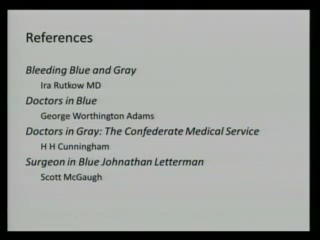 References
Bleeding Blue and Gray
Ira Rutkow MD
Doctors in Blue
George Worthington Adams
Doctors in Gray: The Confederate Medical Service
H H Cunningham
Surgeon in Blue Johnathan Letterman
Scott McGaugh